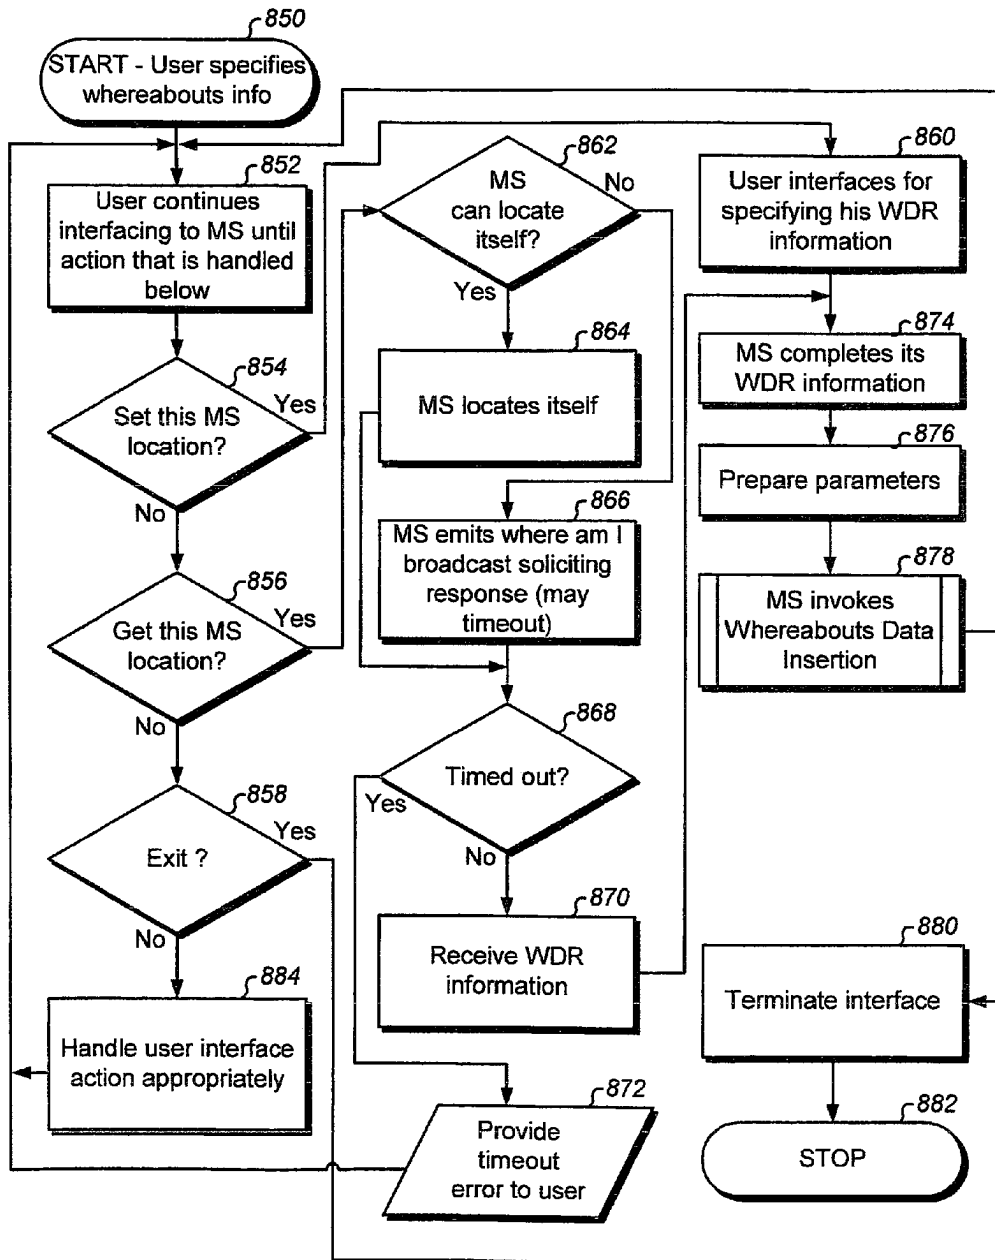 850
START - User specifies
whereabouts info
852
User continues
interfacing to MS until
action that is handled
below
854
Set this MS
location?
Yes
No
856
Get this MS
location?
Yes
No
858
Exit ?
Yes
No
884
Handle user interface
action appropriately
862
MS
can locate
itself?
No
Yes
864
MS locates itself
866
MS emits where am I
broadcast soliciting
response (may
timeout)
868
Timed out?
Yes
No
870
Receive WDR
information
872
Provide
timeout
error to user
860
User interfaces for
specifying his WDR
information
874
MS completes its
WDR information
876
Prepare parameters
878
MS invokes
Whereabouts Data
Insertion
880
Terminate interface
882
STOP